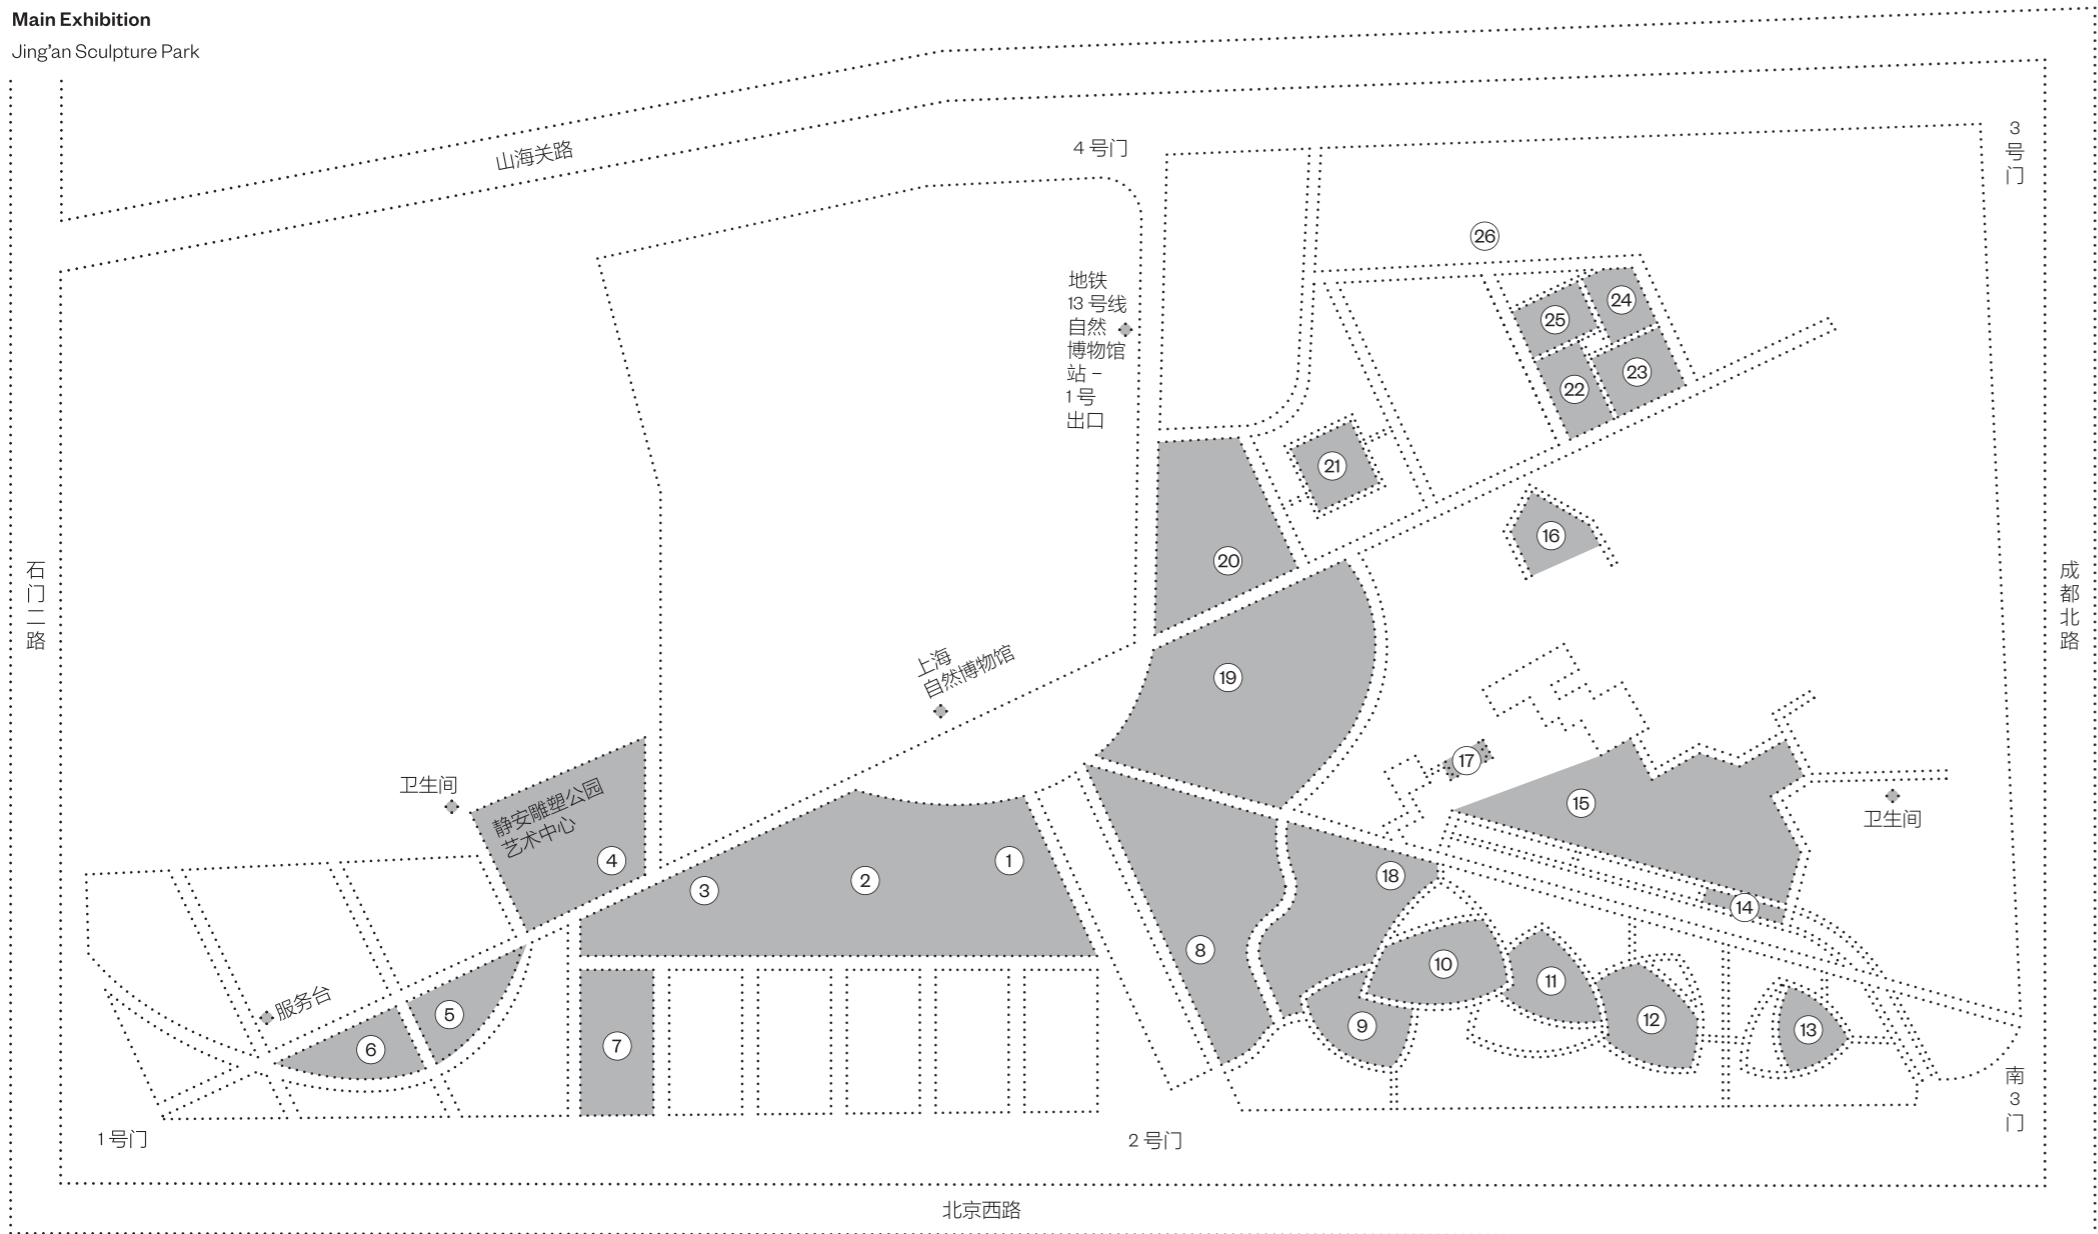 Main Exhibition
Jing’an Sculpture Park
山海关路
4 号门
3
号
门
26
地铁
13 号线
自然
博物馆
站 –
1 号
出口
24
25
23
22
21
16
20
石
门
二
路
成
都
北
路
上海
自然博物馆
19
17
卫生间
静安雕塑公园
艺术中心
15
卫生间
4
1
2
3
18
14
8
10
11
服务台
5
6
7
9
12
13
南
3
门
1 号门
2 号门
北京西路